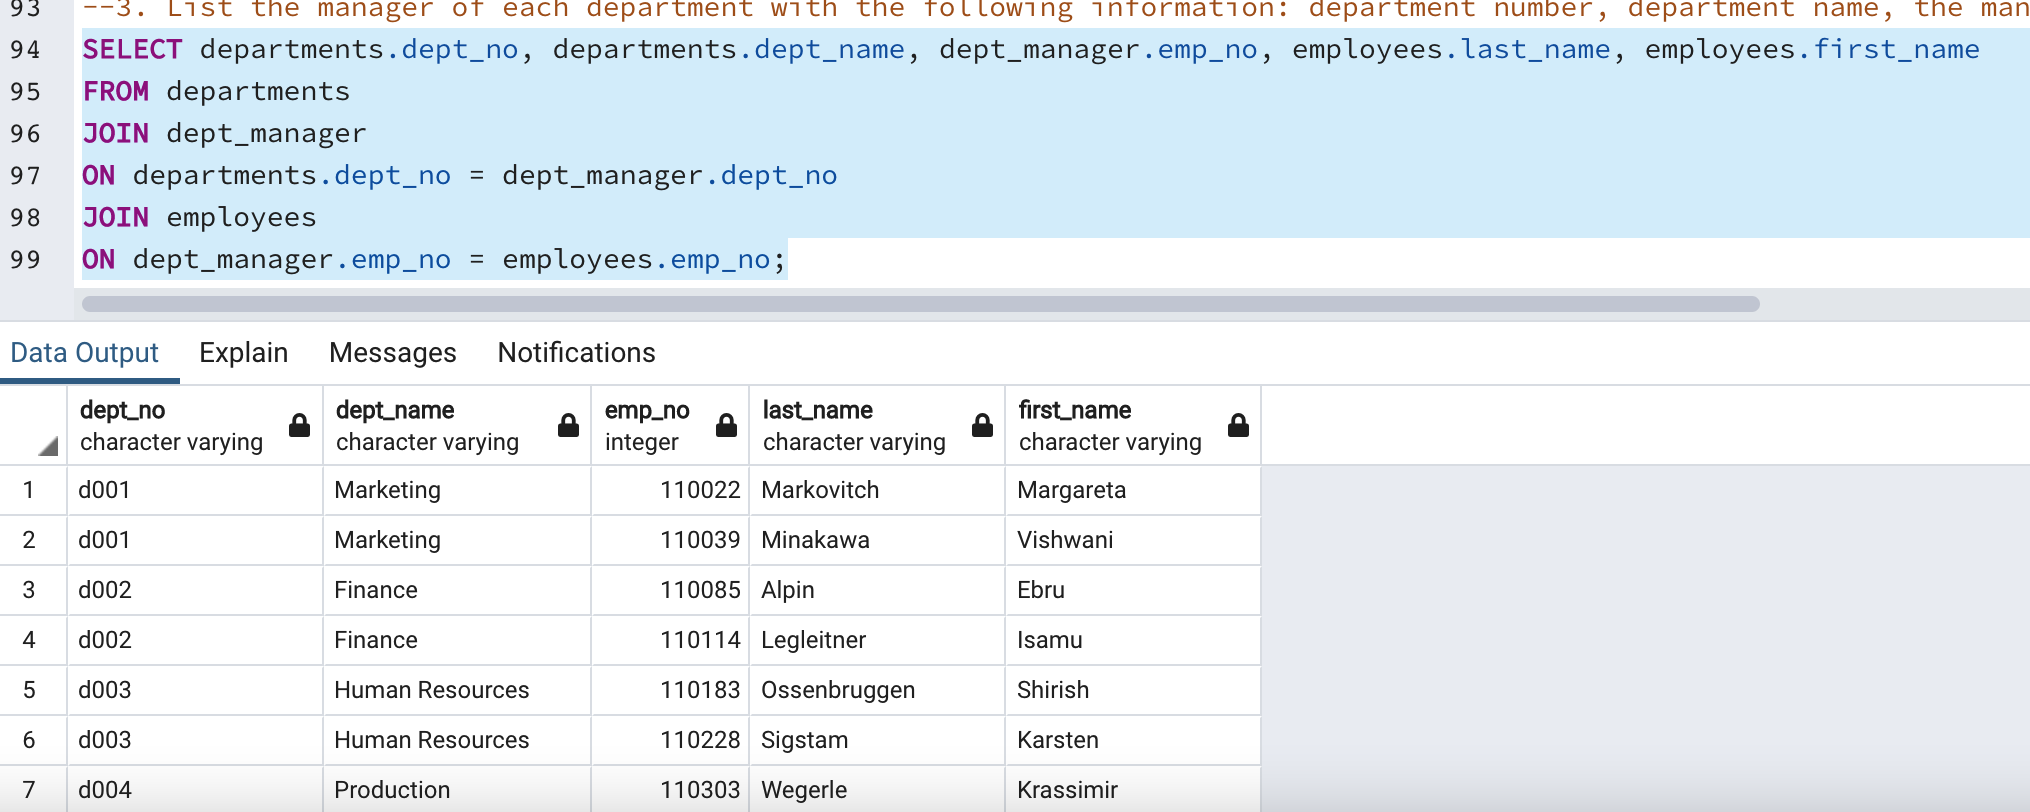 93 --3. List the manager of each department with the following information: department number, department name, the man
94 SELECT departments.dept_no, departments.dept_name, dept_manager.emp_no, employees.last_name, employees.first_name
95 FROM departments
96 JOIN dept_manager
97 ON departments.dept_no = dept_manager.dept_no
98 JOIN employees
99 ON dept_manager.emp_no = employees.emp_no;
Data Output Explain Messages Notifications
dept_no dept_name emp_no last_name first_name
character varying character varying integer character varying character varying
1 d001 Marketing 110022 Markovitch Margareta
2 d001 Marketing 110039 Minakawa Vishwani
3 d002 Finance 110085 Alpin Ebru
4 d002 Finance 110114 Legleitner Isamu
5 d003 Human Resources 110183 Ossenbruggen Shirish
6 d003 Human Resources 110228 Sigstam Karsten
7 d004 Production 110303 Wegerle Krassimir